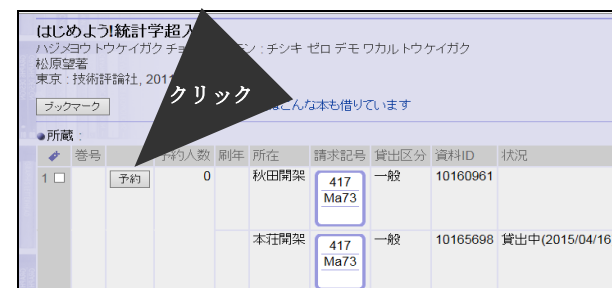 はじめよう!統計学超入
ハジメヨウ トウケイガク チョ ン : チシキ ゼロ デモ ワカル トウケイガク
松原望著
東京 : 技術評論社, 2011
クリック
ブックマーク
こんな本も借りています
●所蔵 :
巻号 予約人数 刷年 所在 請求記号 貸出区分 資料ID 状況
1 予約 0 秋田開架 417 一般 10160961
Ma73
本荘開架 417 一般 10165698 貸出中(2015/04/16
Ma73